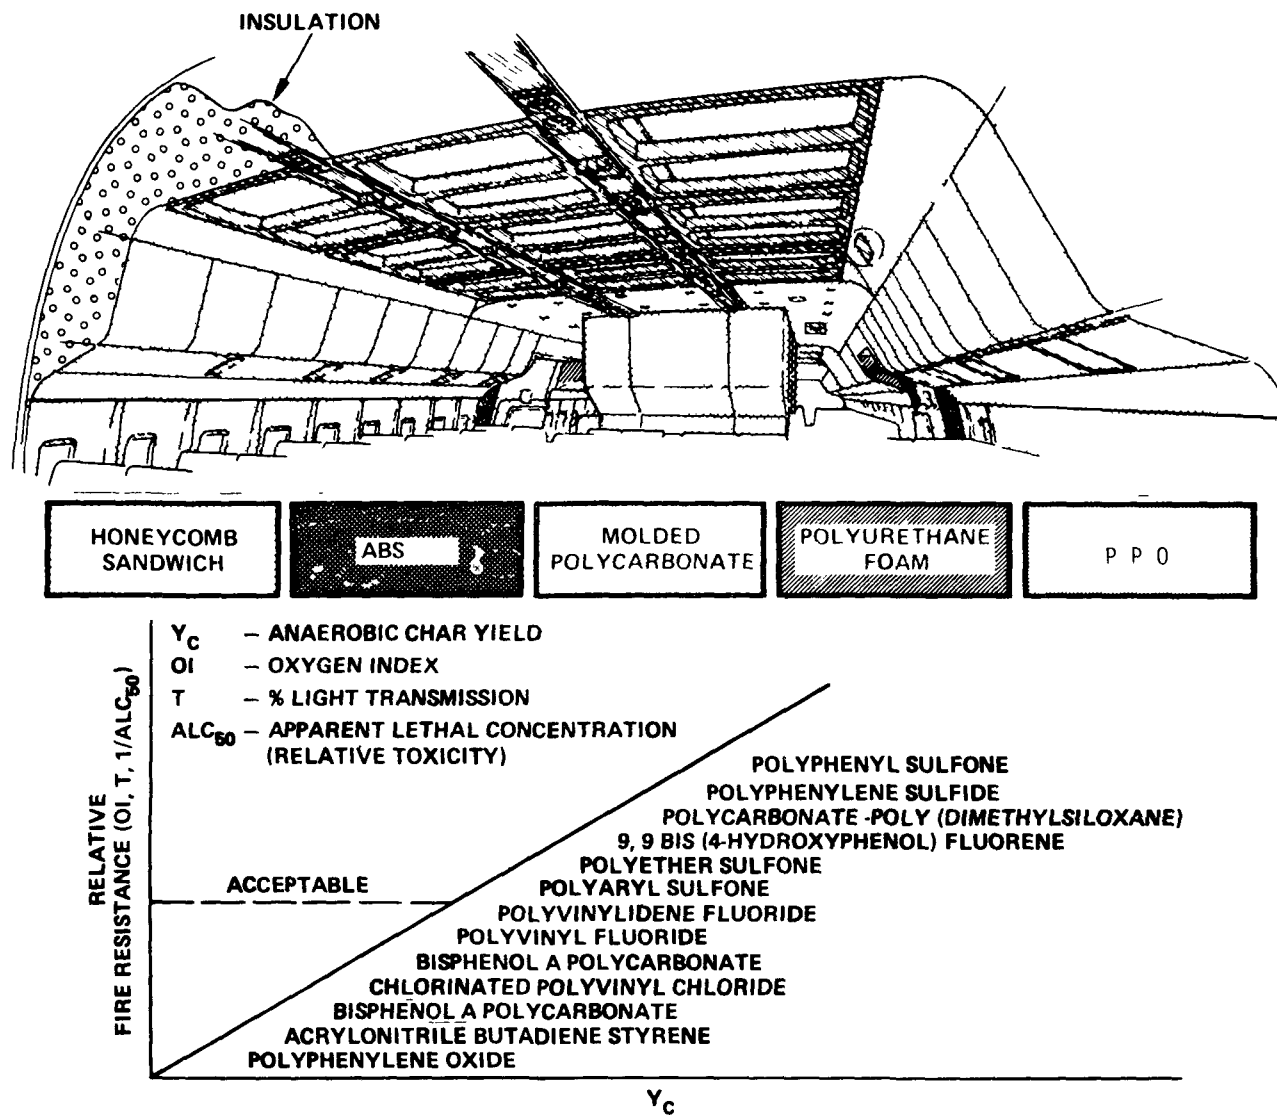 INSULATION
HONEYCOMB
SANDWICH
ABS
MOLDED
POLYCARBONATE
POLYURETHANE
FOAM
P P O
Y_C – ANAEROBIC CHAR YIELD
OI – OXYGEN INDEX
T – % LIGHT TRANSMISSION
ALC_50 – APPARENT LETHAL CONCENTRATION
(RELATIVE TOXICITY)
RELATIVE
FIRE RESISTANCE (OI, T, 1/ALC_50)
ACCEPTABLE
POLYPHENYL SULFONE
POLYPHENYLENE SULFIDE
POLYCARBONATE -POLY (DIMETHYLSILOXANE)
9, 9 BIS (4-HYDROXYPHENOL) FLUORENE
POLYETHER SULFONE
POLYARYL SULFONE
POLYVINYLIDENE FLUORIDE
POLYVINYL FLUORIDE
BISPHENOL A POLYCARBONATE
CHLORINATED POLYVINYL CHLORIDE
BISPHENOL A POLYCARBONATE
ACRYLONITRILE BUTADIENE STYRENE
POLYPHENYLENE OXIDE
Y_C